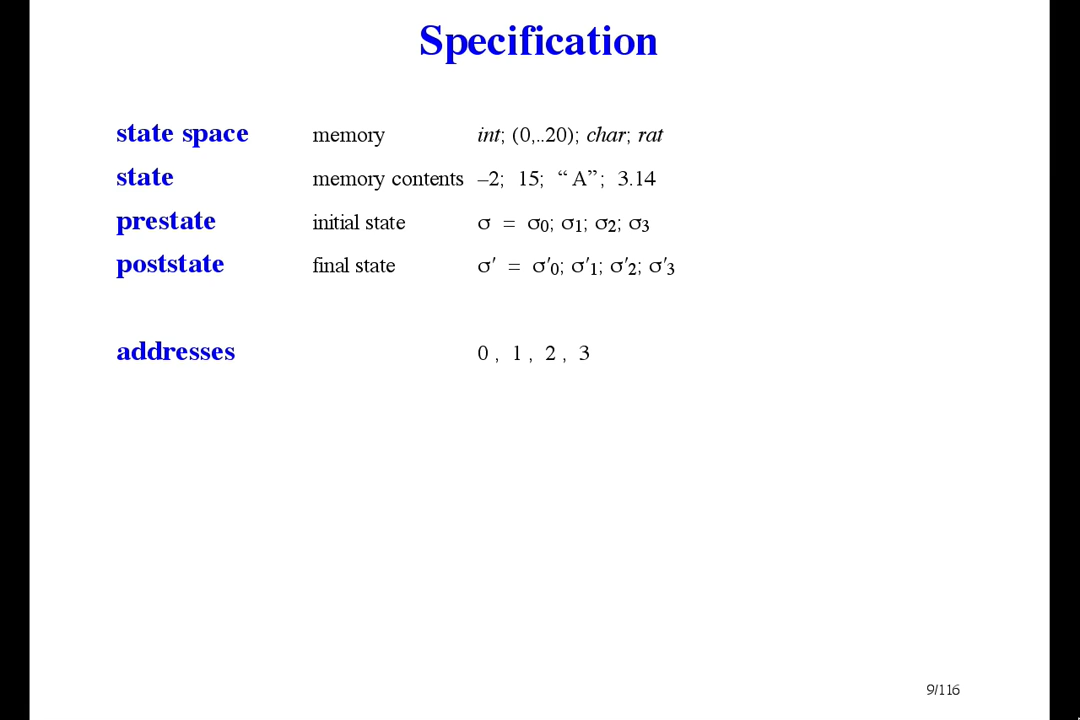 Specification
state space memory int; (0,..20); char; rat
state memory contents –2; 15; “A”; 3.14
prestate initial state σ = σ₀; σ₁; σ₂; σ₃
poststate final state σ′ = σ′₀; σ′₁; σ′₂; σ′₃
addresses 0 , 1 , 2 , 3
9/116